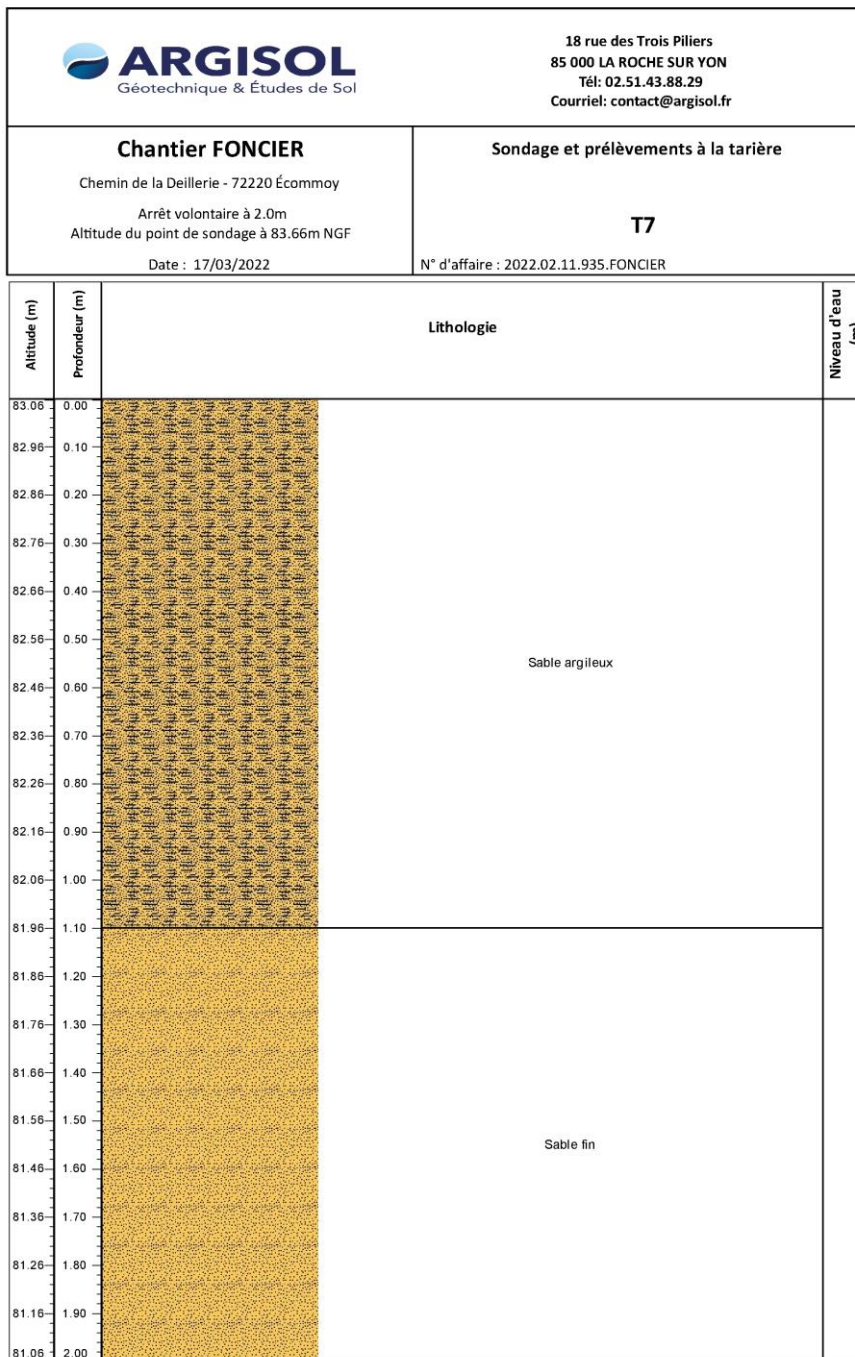 ARGISOL
Géotechnique & Études de Sol
18 rue des Trois Piliers
85 000 LA ROCHE SUR YON
Tél: 02.51.43.88.29
Courriel: contact@argisol.fr
Chantier FONCIER
Chemin de la Deillerie - 72220 Écommoy
Arrêt volontaire à 2.0m
Altitude du point de sondage à 83.66m NGF
Date : 17/03/2022
Sondage et prélèvements à la tarière
T7
N° d'affaire : 2022.02.11.935.FONCIER
Altitude (m)
Profondeur (m)
Lithologie
Niveau d'eau
(m)
83.06 0.00
82.96 0.10
82.86 0.20
82.76 0.30
82.66 0.40
82.56 0.50
Sable argileux
82.46 0.60
82.36 0.70
82.26 0.80
82.16 0.90
82.06 1.00
81.96 1.10
81.86 1.20
81.76 1.30
81.66 1.40
81.56 1.50
Sable fin
81.46 1.60
81.36 1.70
81.26 1.80
81.16 1.90
81.06 2.00